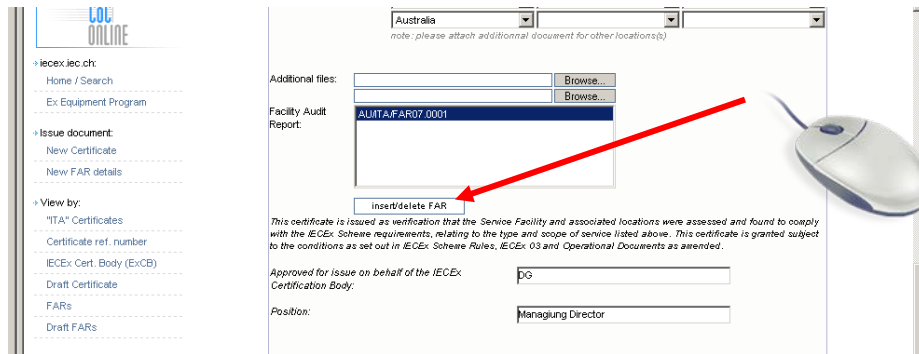 CoC
ONLINE
Australia
note: please attach additionnal document for other locations(s)
iecex.iec.ch:
Home / Search
Ex Equipment Program
Issue document:
New Certificate
New FAR details
View by:
"ITA" Certificates
Certificate ref. number
IECEx Cert. Body (ExCB)
Draft Certificate
FARs
Draft FARs
Additional files:
Browse...
Browse...
Facility Audit
Report:
AU/ITA/FAR07.0001
insert/delete FAR
This certificate is issued as verification that the Service Facility and associated locations were assessed and found to comply
with the IECEx Scheme requirements, relating to the type and scope of service listed above. This certificate is granted subject
to the conditions as set out in IECEx Scheme Rules, IECEx 03 and Operational Documents as amended.
Approved for issue on behalf of the IECEx
Certification Body:
DG
Position:
Managiung Director